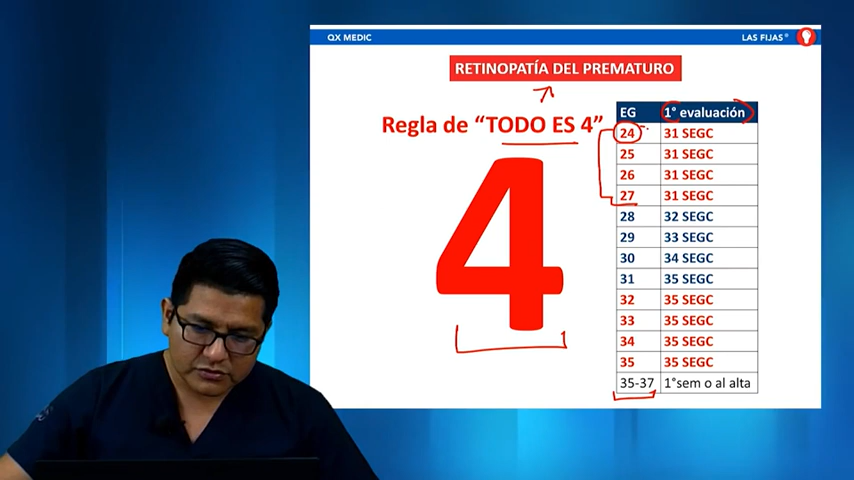 QX MEDIC
LAS FIJAS®
RETINOPATÍA DEL PREMATURO
Regla de “TODO ES 4”
4
EG 1° evaluación
24 31 SEGC
25 31 SEGC
26 31 SEGC
27 31 SEGC
28 32 SEGC
29 33 SEGC
30 34 SEGC
31 35 SEGC
32 35 SEGC
33 35 SEGC
34 35 SEGC
35 35 SEGC
35-37 1°sem o al alta